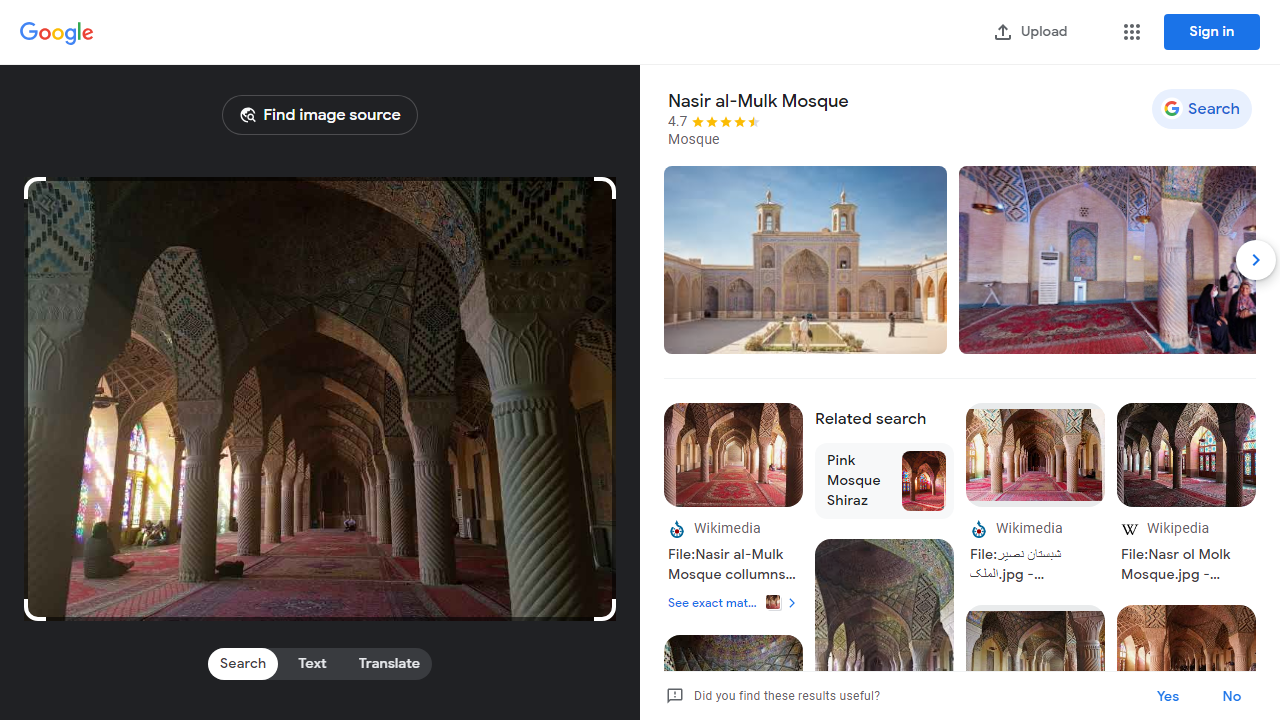 Google
Upload
Sign in
Find image source
Search
Text
Translate
Nasir al-Mulk Mosque
4.7
Mosque
Search
Wikimedia
File:Nasir al-Mulk
Mosque collumns...
See exact mat...
Related search
Pink
Mosque
Shiraz
Wikimedia
File:شبستان نصیر
الملک.jpg -...
Wikipedia
File:Nasr ol Molk
Mosque.jpg -...
Did you find these results useful?
Yes
No